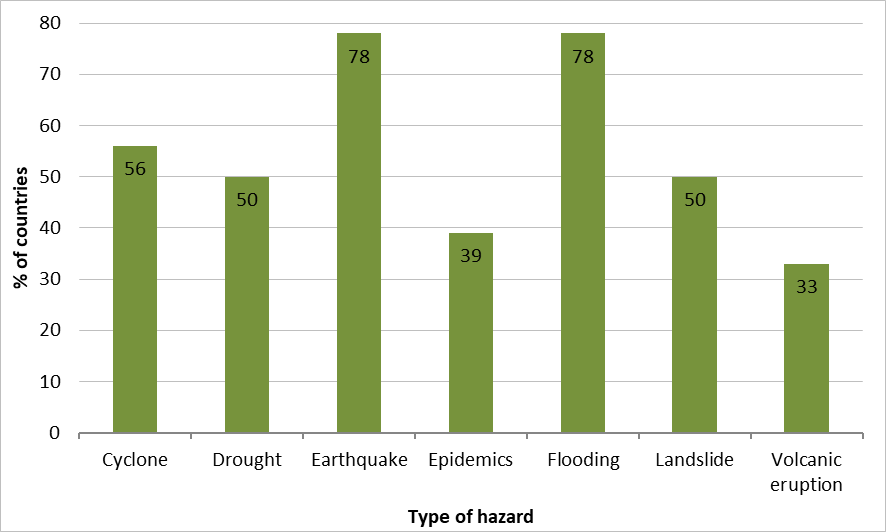 80
70
60
50
40
30
20
10
0
% of countries
56
50
78
39
78
50
33
Cyclone
Drought
Earthquake
Epidemics
Flooding
Landslide
Volcanic
eruption
Type of hazard